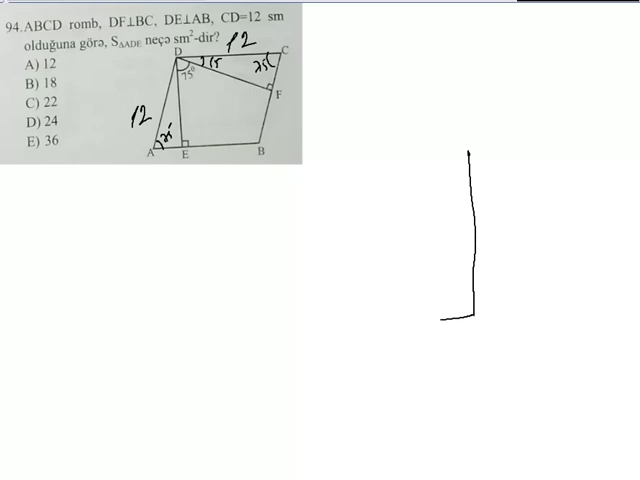 94. ABCD romb, DF⊥BC, DE⊥AB, CD=12 sm
olduğuna görə, S△ADE neçə sm²-dir?
A) 12
B) 18
C) 22
D) 24
E) 36
12
D
C
15
75°
F
12
A
E
B